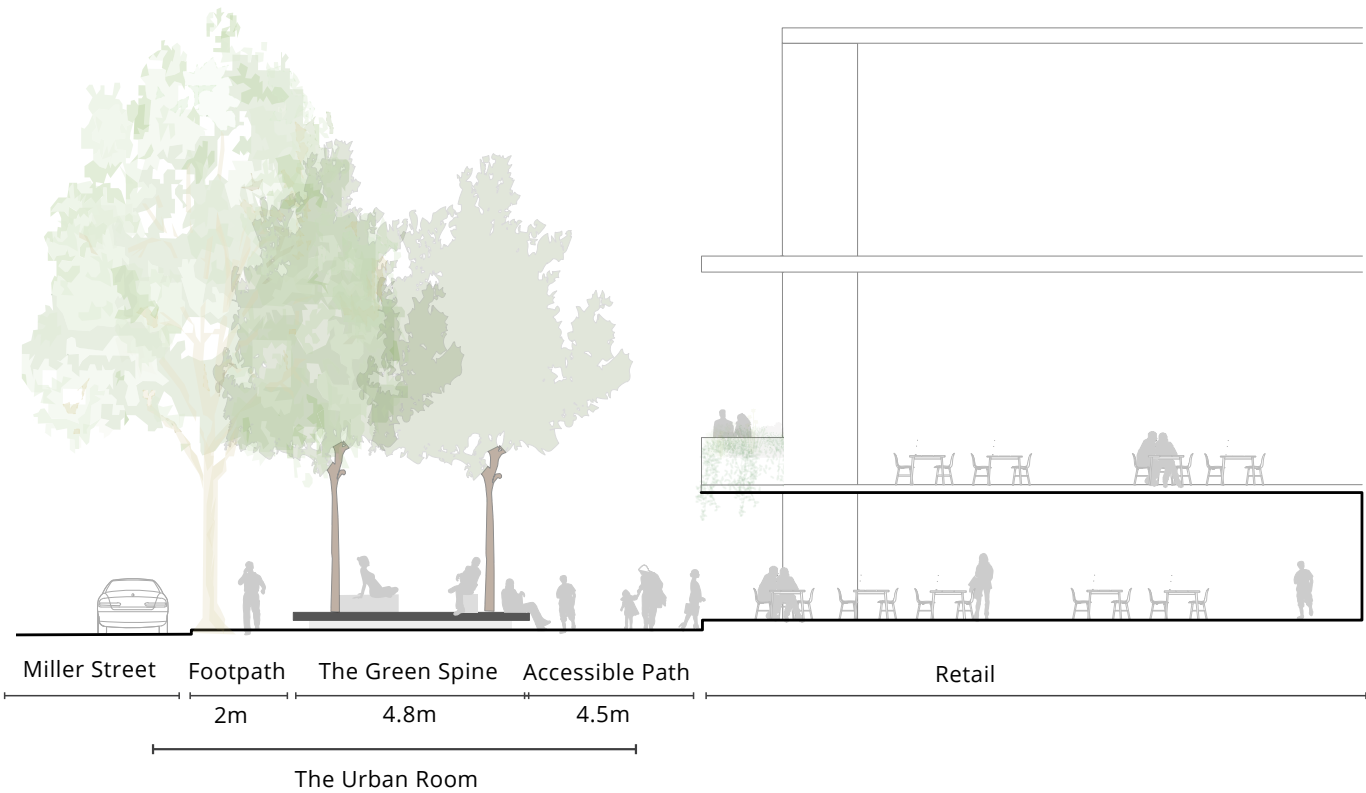 Miller Street
Footpath
The Green Spine
Accessible Path
Retail
2m
4.8m
4.5m
The Urban Room